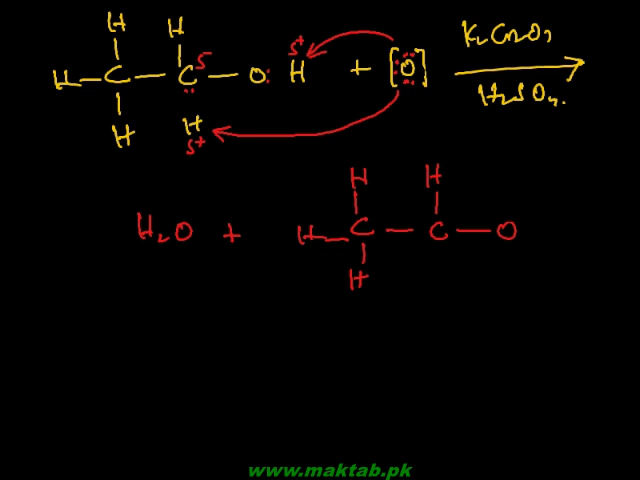 H H
H – C – C δ – O: H δ+ + [O] K2Cr2O7
H H δ+ H2SO4.
H H
H2O + H – C – C – O
H
www.maktab.pk